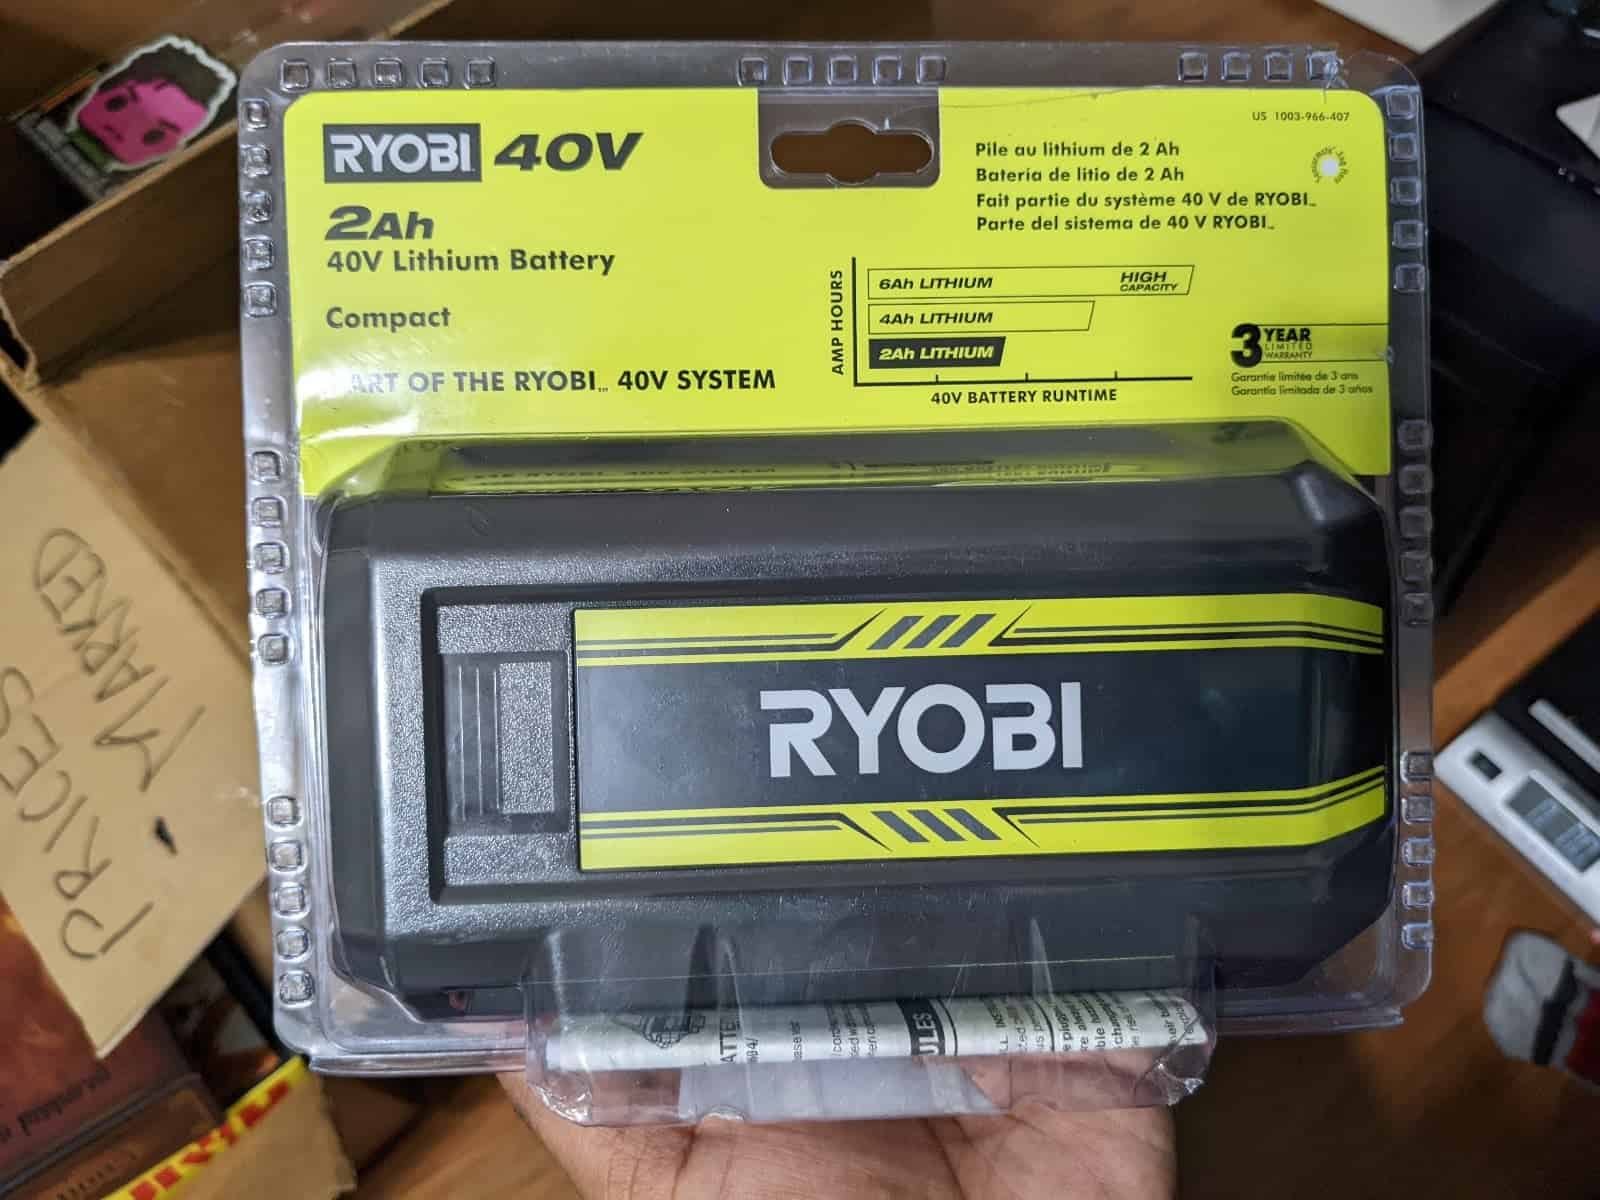 US 1003-966-407
RYOBI 40V
2Ah
40V Lithium Battery
Compact
ART OF THE RYOBI™ 40V SYSTEM
Pile au lithium de 2 Ah
Batería de litio de 2 Ah
Fait partie du système 40 V de RYOBI™
Parte del sistema de 40 V RYOBI™
AMP HOURS
6Ah LITHIUM HIGH CAPACITY
4Ah LITHIUM
2Ah LITHIUM
40V BATTERY RUNTIME
3 YEAR
LIMITED
WARRANTY
Garantie limitée de 3 ans
Garantía limitada de 3 años
RYOBI
PRICES
MARKED